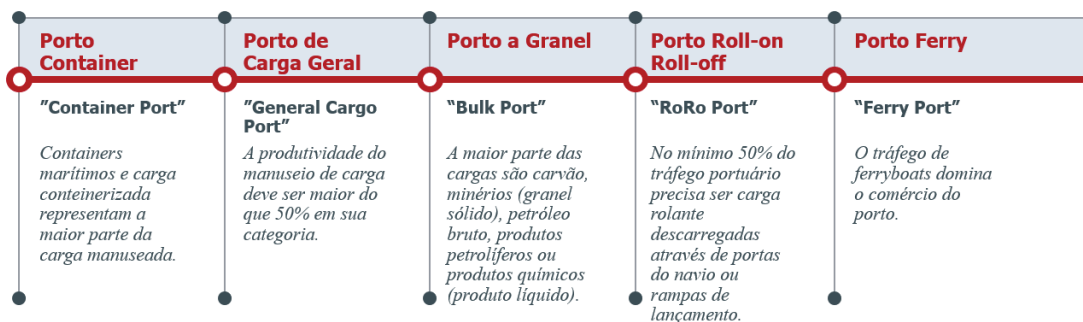 Porto
Container
”Container Port”
Containers
marítimos e carga
conteinerizada
representam a
maior parte da
carga manuseada.
Porto de
Carga Geral
”General Cargo
Port”
A produtividade do
manuseio de carga
deve ser maior do
que 50% em sua
categoria.
Porto a Granel
“Bulk Port”
A maior parte das
cargas são carvão,
minérios (granel
sólido), petróleo
bruto, produtos
petrolíferos ou
produtos químicos
(produto líquido).
Porto Roll-on
Roll-off
“RoRo Port”
No mínimo 50% do
tráfego portuário
precisa ser carga
rolante
descarregadas
através de portas
do navio ou
rampas de
lançamento.
Porto Ferry
“Ferry Port”
O tráfego de
ferryboats domina
o comércio do
porto.